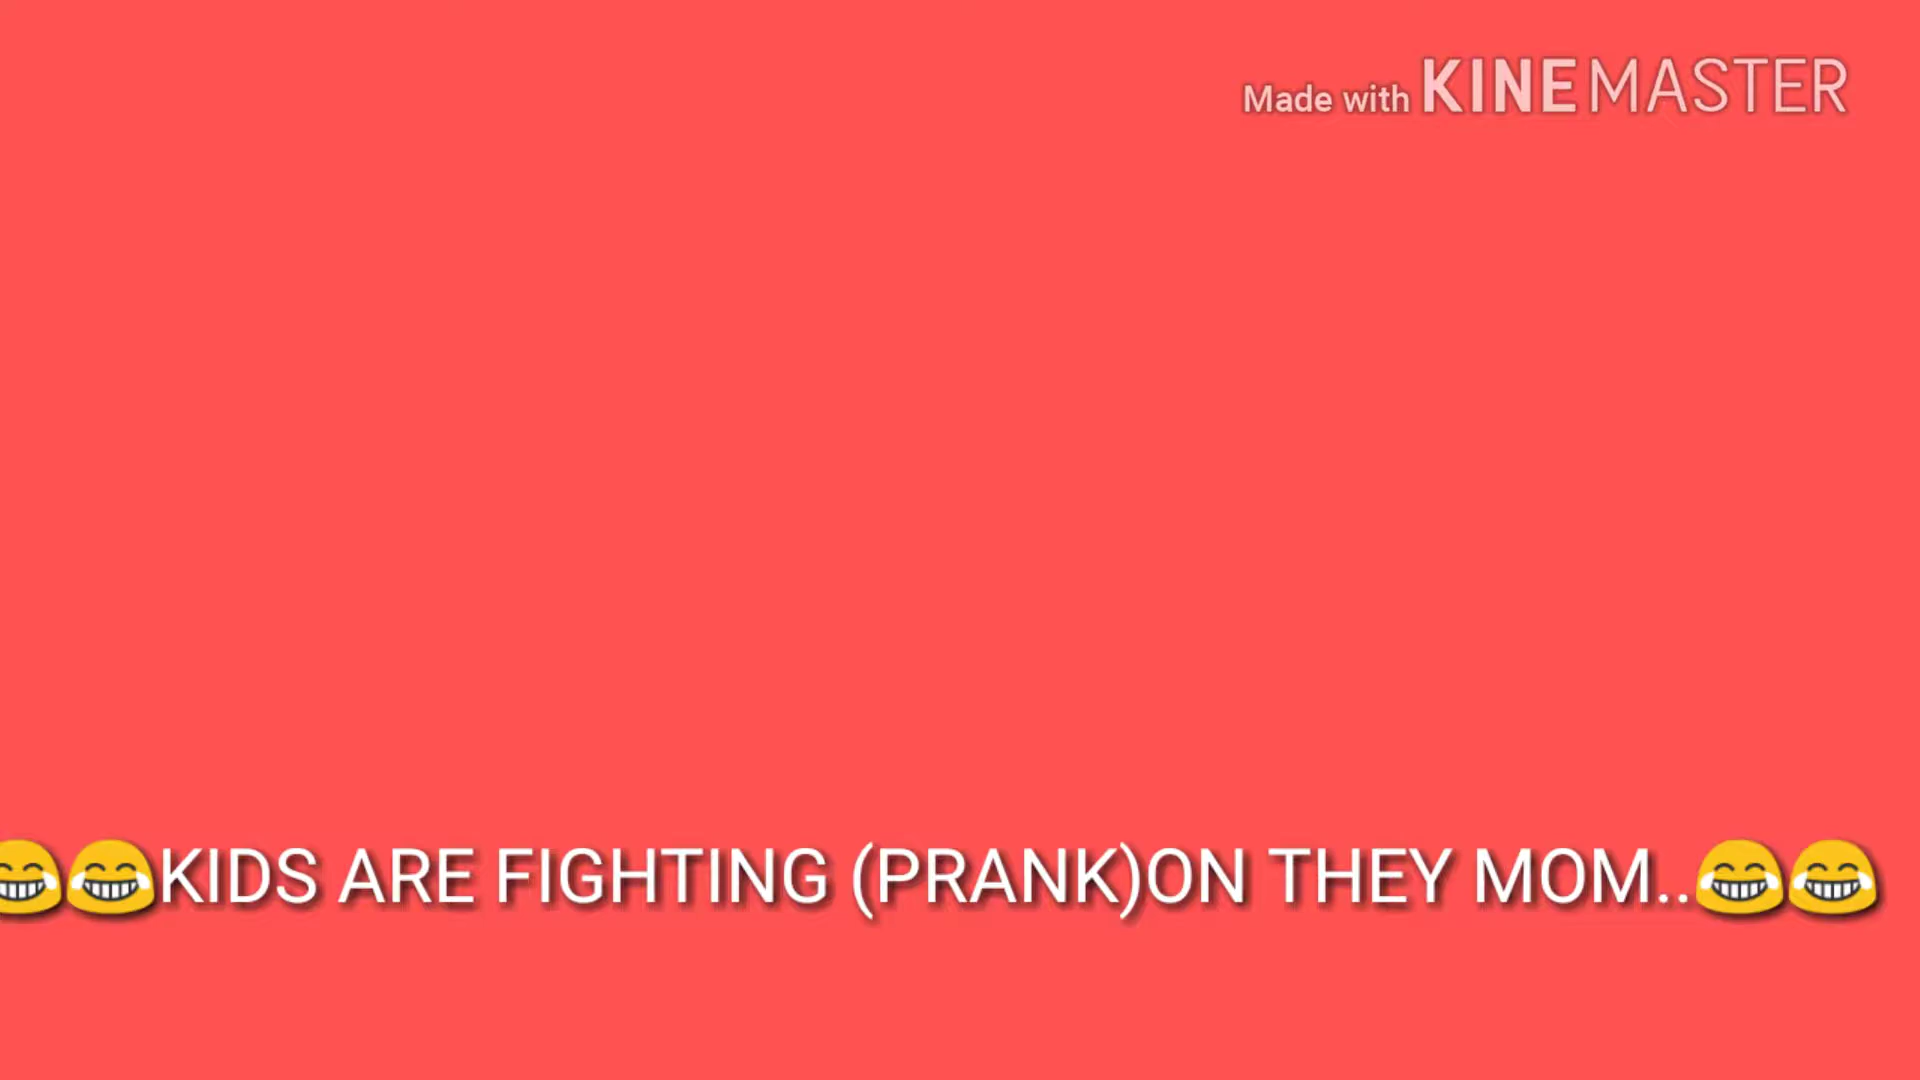 Made with KINEMASTER
😂😂KIDS ARE FIGHTING (PRANK)ON THEY MOM..😂😂